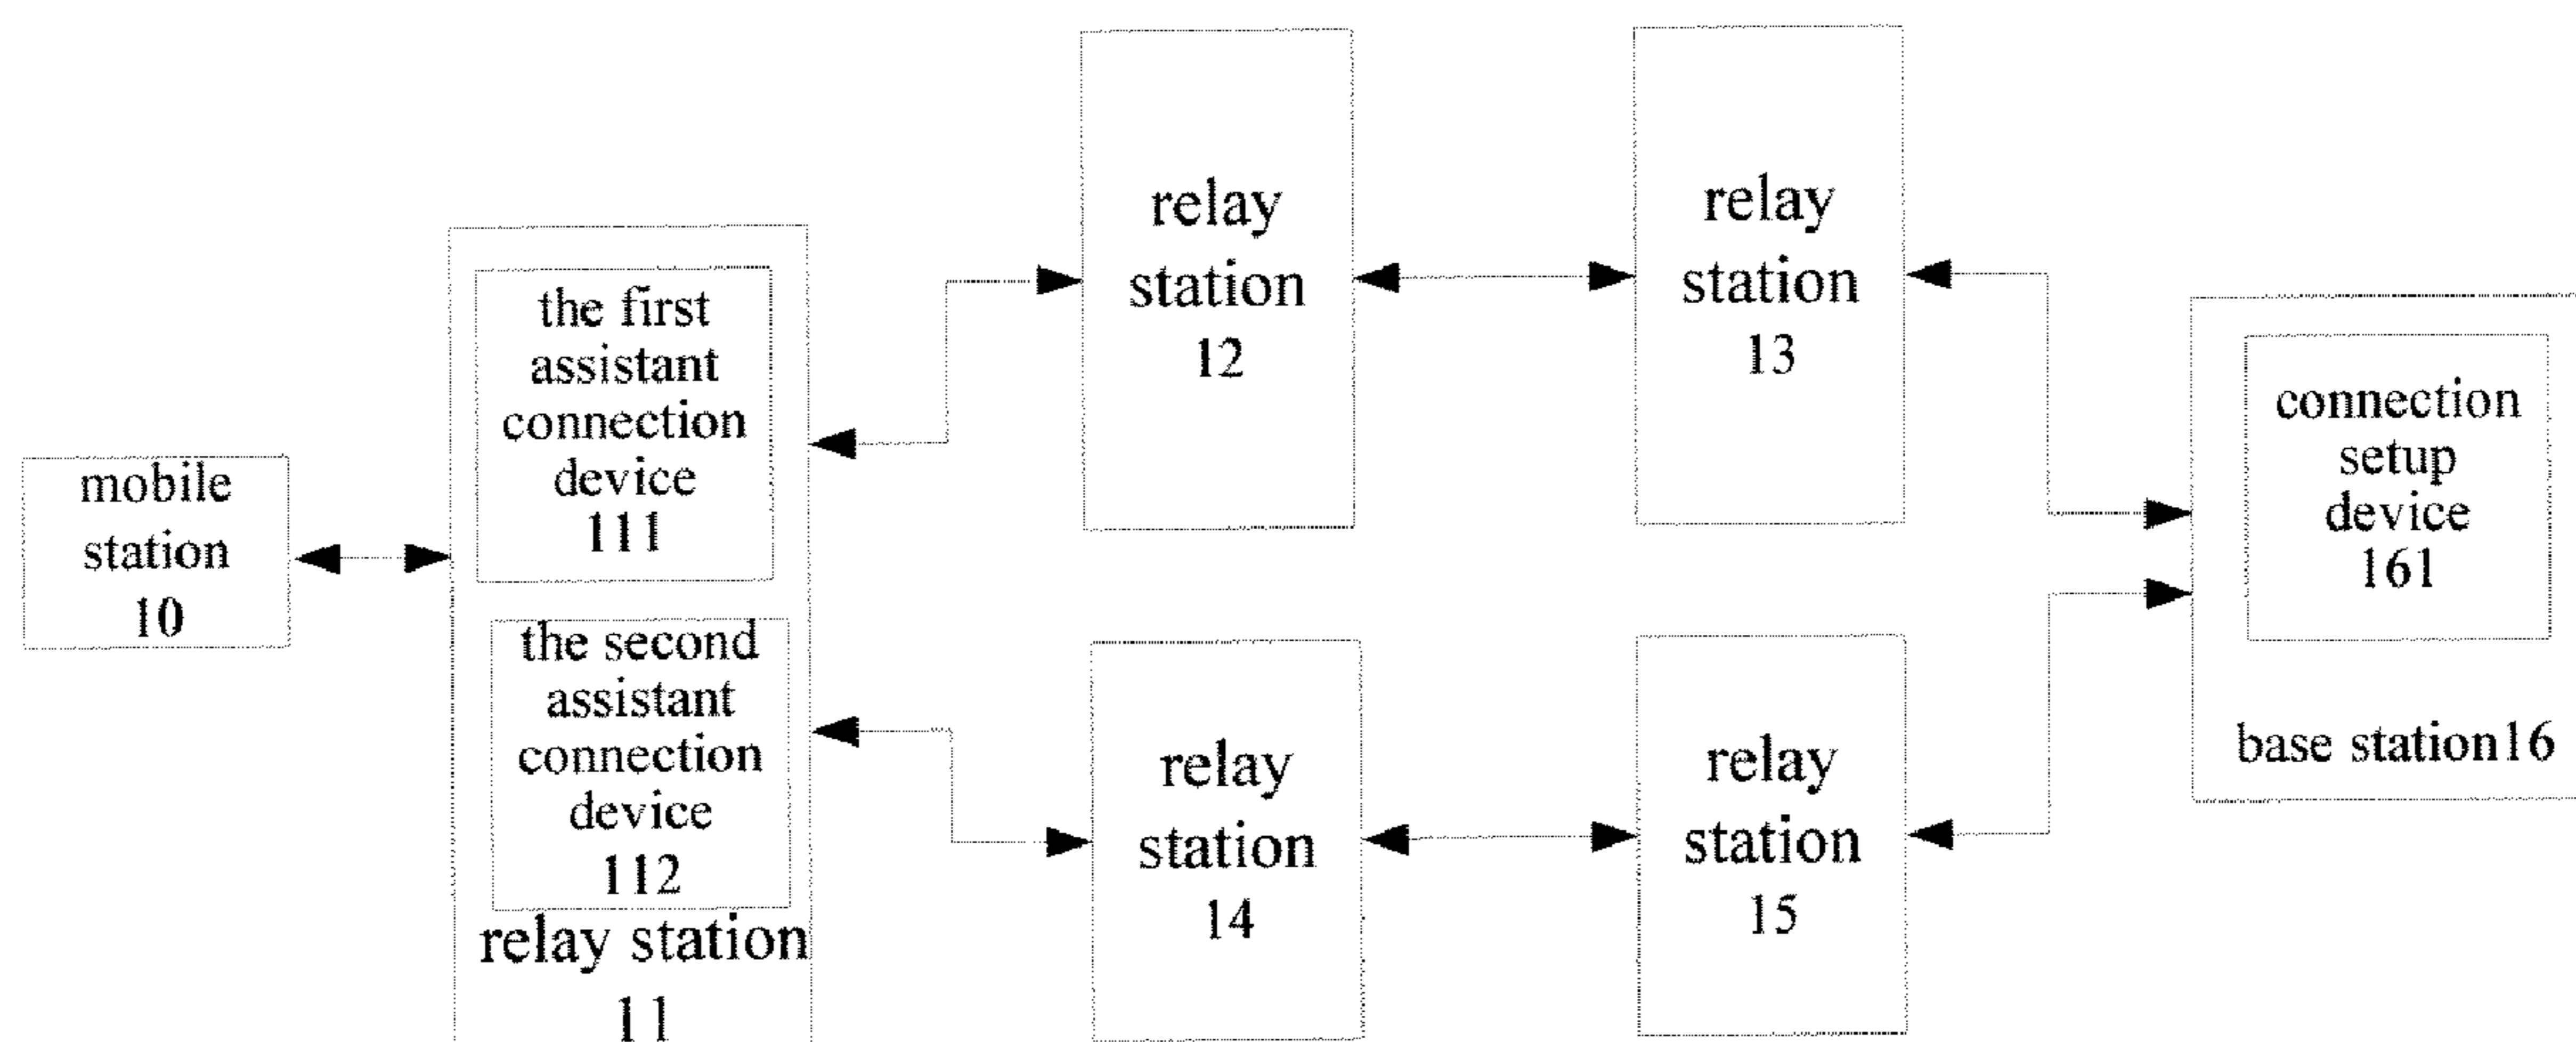 mobile
station
10
the first
assistant
connection
device
111
the second
assistant
connection
device
112
relay station
11
relay
station
12
relay
station
13
relay
station
14
relay
station
15
connection
setup
device
161
base station16